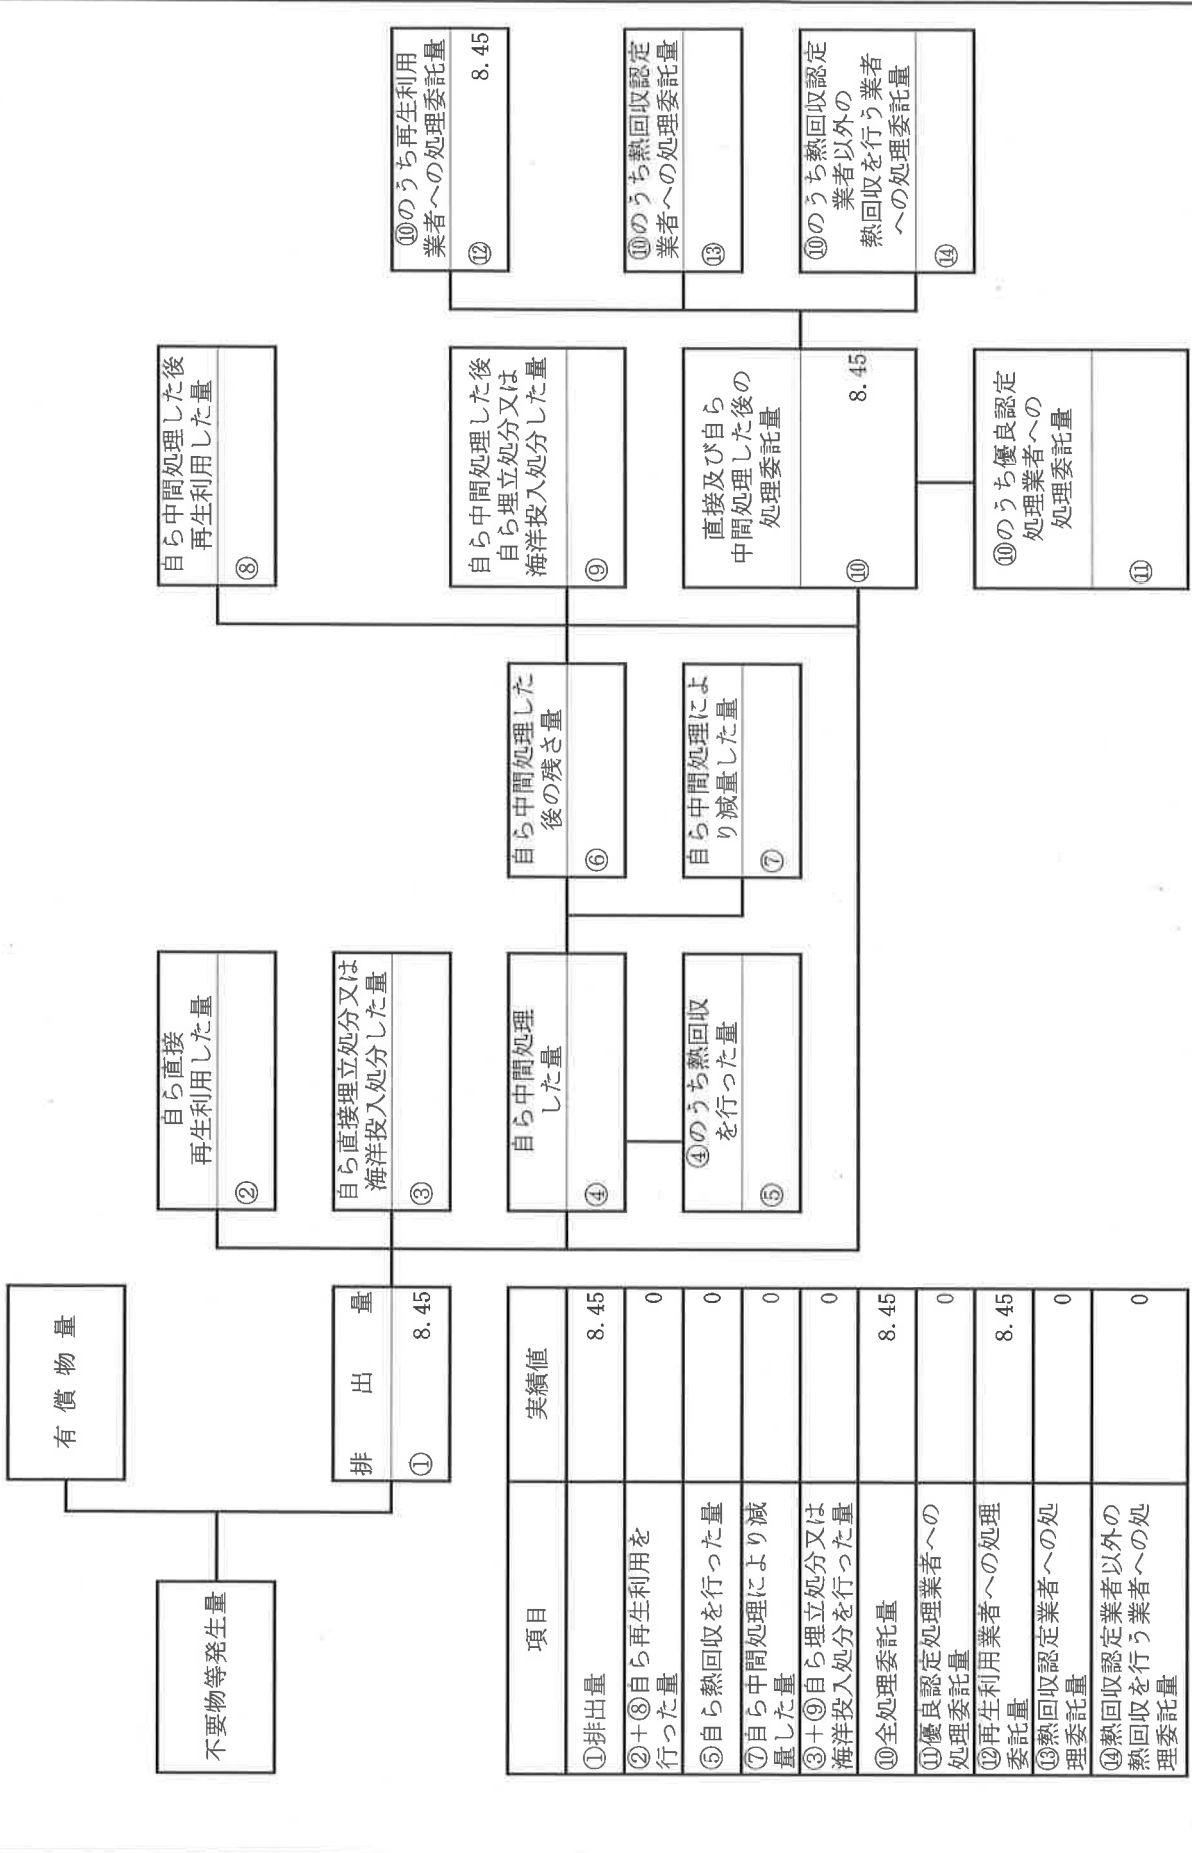 有 償 物 量
不要物等発生量
排 出 量
① 8.45
自ら直接
再生利用した量
②
自ら直接埋立処分又は
海洋投入処分した量
③
自ら中間処理
した量
④
④のうち熱回収
を行った量
⑤
自ら中間処理した
後の残さ量
⑥
自ら中間処理によ
り減量した量
⑦
自ら中間処理した後
再生利用した量
⑧
自ら中間処理した後
自ら埋立処分又は
海洋投入処分した量
⑨
直接及び自ら
中間処理した後の
処理委託量
⑩ 8.45
⑩のうち優良認定
処理業者への
処理委託量
⑪
⑩のうち再生利用
業者への処理委託量
⑫ 8.45
⑩のうち熱回収認定
業者への処理委託量
⑬
⑩のうち熱回収認定
業者以外の
熱回収を行う業者
への処理委託量
⑭
項目 実績値
①排出量 8.45
②+⑧自ら再生利用を
行った量 0
⑤自ら熱回収を行った量 0
⑦自ら中間処理により減
量した量 0
③+⑨自ら埋立処分又は
海洋投入処分を行った量 0
⑩全処理委託量 8.45
⑪優良認定処理業者への
処理委託量 0
⑫再生利用業者への処理
委託量 8.45
⑬熱回収認定業者への処
理委託量 0
⑭熱回収認定業者以外の
熱回収を行う業者への処
理委託量 0